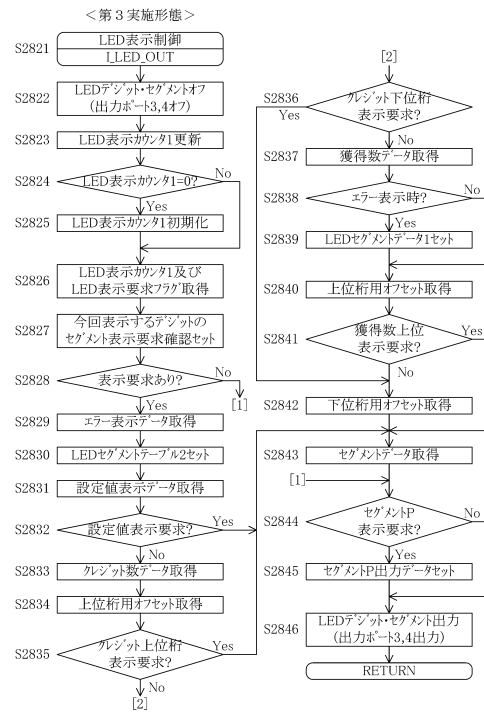 ＜第３実施形態＞
S2821
LED表示制御
I_LED_OUT
S2822
LEDデジット・セグメントオフ
(出力ポート3,4オフ)
S2823
LED表示カウンタ1更新
S2824
LED表示カウンタ1=0?
No
Yes
S2825
LED表示カウンタ1初期化
S2826
LED表示カウンタ1及び
LED表示要求フラグ取得
S2827
今回表示するデジットの
セグメント表示要求確認セット
S2828
表示要求あり?
No
[1]
Yes
S2829
エラー表示データ取得
S2830
LEDセグメントテーブル2セット
S2831
設定値表示データ取得
S2832
設定値表示要求?
Yes
No
S2833
クレジット数データ取得
S2834
上位桁用オフセット取得
S2835
クレジット上位桁
表示要求?
Yes
No
[2]
[2]
S2836
クレジット下位桁
表示要求?
Yes
No
S2837
獲得数データ取得
S2838
エラー表示時?
No
Yes
S2839
LEDセグメントデータ1セット
S2840
上位桁用オフセット取得
S2841
獲得数上位
表示要求?
Yes
No
S2842
下位桁用オフセット取得
S2843
セグメントデータ取得
[1]
S2844
セグメントP
表示要求?
No
Yes
S2845
セグメントP出力データセット
S2846
LEDデジット・セグメント出力
(出力ポート3,4出力)
RETURN